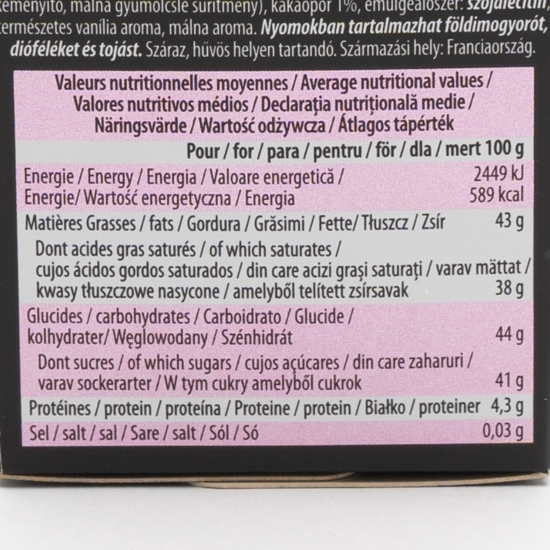 keményítő, málna gyümölcslé sűrítmény), kakaópor 1%, emulgeálószer: szójalecitin,
természetes vanília aroma, málna aroma. Nyomokban tartalmazhat földimogyorót,
dióféléket és tojást. Száraz, hűvös helyen tartandó. Származási hely: Franciaország.
Valeurs nutritionnelles moyennes / Average nutritional values /
Valores nutritivos médios / Declarația nutrițională medie /
Näringsvärde / Wartość odżywcza / Átlagos tápérték
Pour / for / para / pentru / för / dla / mert 100 g
Energie / Energy / Energia / Valoare energetică / 2449 kJ
Energie/ Wartość energetyczna / Energia 589 kcal
Matières Grasses / fats / Gordura / Grăsimi / Fette/ Tłuszcz / Zsír 43 g
Dont acides gras saturés / of which saturates /
cujos ácidos gordos saturados / din care acizi grași saturați / varav mättat /
kwasy tłuszczowe nasycone / amelyből telített zsírsavak 38 g
Glucides / carbohydrates / Carboidrato / Glucide /
kolhydrater/ Węglowodany / Szénhidrát 44 g
Dont sucres / of which sugars / cujos açúcares / din care zaharuri /
varav sockerarter / W tym cukry amelyből cukrok 41 g
Protéines / protein / proteína / Proteine / protein / Białko / proteiner 4,3 g
Sel / salt / sal / Sare / salt / Sól / Só 0,03 g